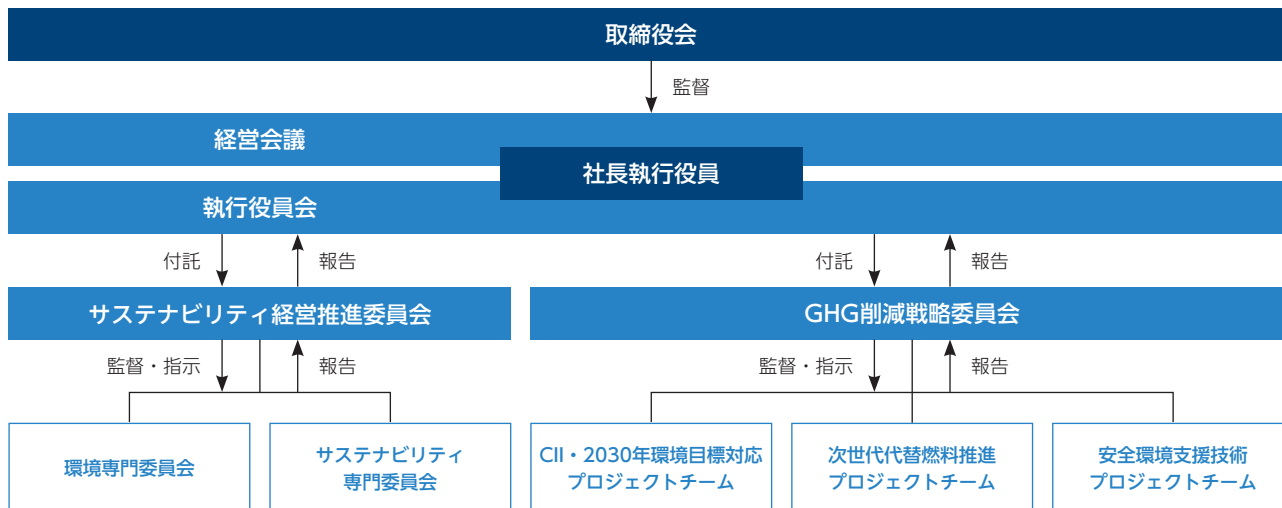 取締役会
監督
経営会議
社長執行役員
執行役員会
付託
報告
付託
報告
サステナビリティ経営推進委員会
GHG削減戦略委員会
監督・指示
報告
監督・指示
報告
環境専門委員会
サステナビリティ
専門委員会
CII・2030年環境目標対応
プロジェクトチーム
次世代代替燃料推進
プロジェクトチーム
安全環境支援技術
プロジェクトチーム